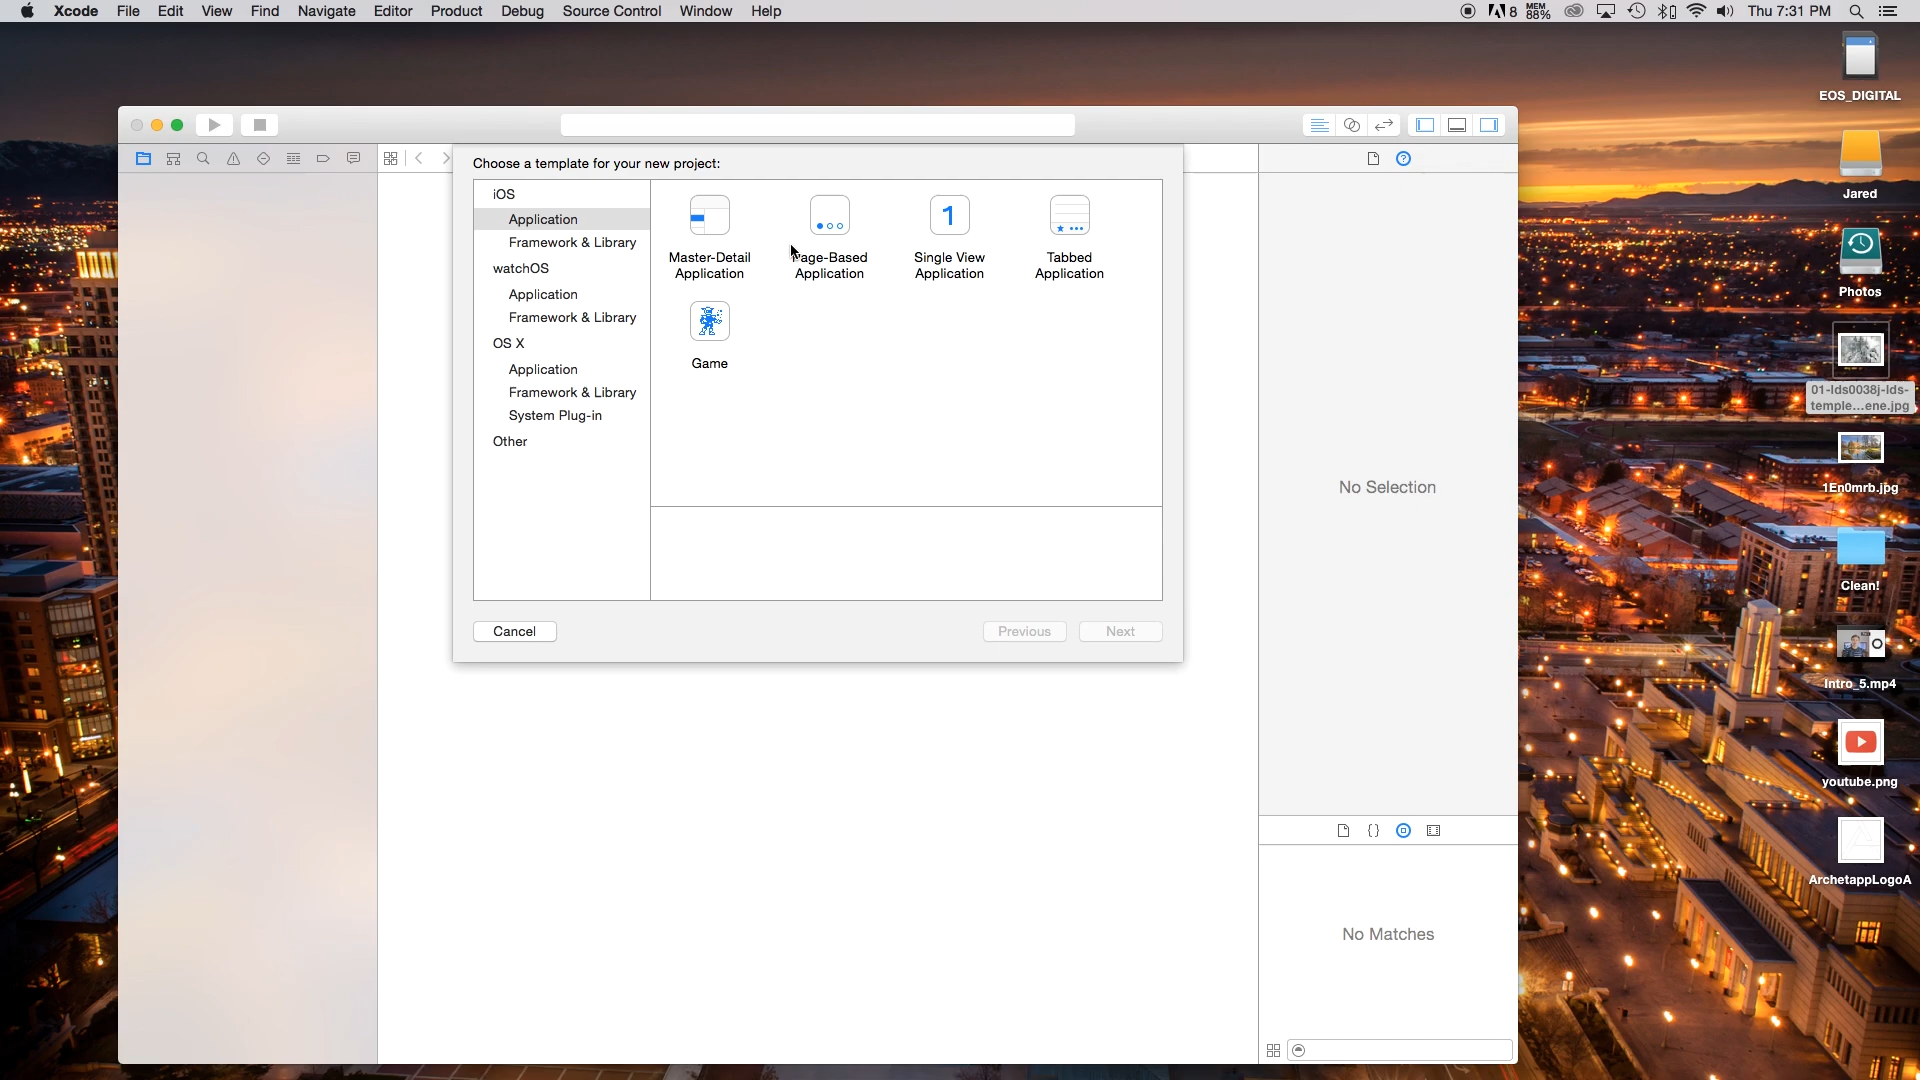 Xcode File Edit View Find Navigate Editor Product Debug Source Control Window Help
8 MEM 88% Thu 7:31 PM
EOS_DIGITAL
Jared
Photos
01-lds0038j-lds-
temple...ene.jpg
1En0mrb.jpg
Clean!
Intro_5.mp4
youtube.png
ArchetappLogoA
Choose a template for your new project:
iOS
Application
Framework & Library
watchOS
Application
Framework & Library
OS X
Application
Framework & Library
System Plug-in
Other
Master-Detail
Application
Page-Based
Application
1
Single View
Application
Tabbed
Application
Game
Cancel
Previous
Next
No Selection
No Matches